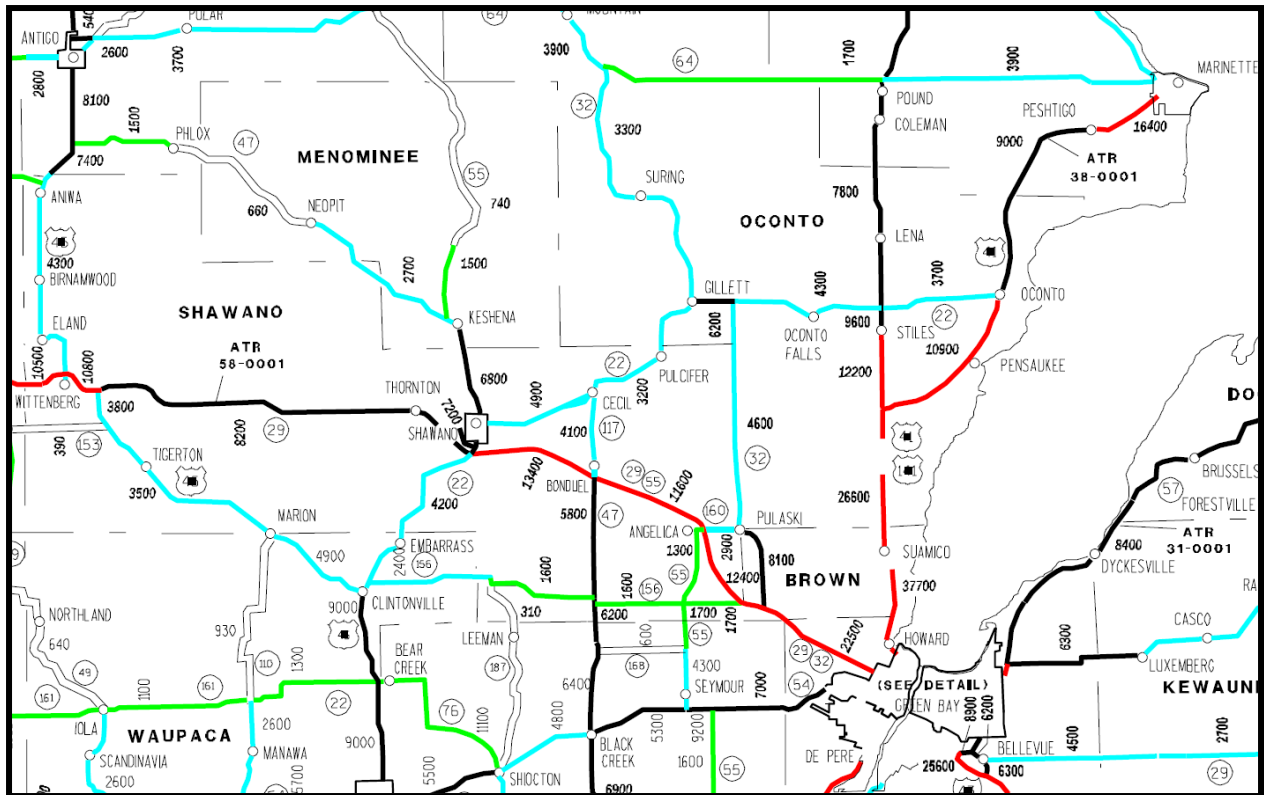 5400
PULAR
64
MOUNTAIN
ANTIGO
2600
3700
3900
64
1700
3900
MARINETTE
2800
8100
32
POUND
COLEMAN
PESHTIGO
16400
1500
PHLOX
47
MENOMINEE
3300
9000
ATR
38-0001
7400
55
SURING
7800
ANIWA
660
NEOPIT
740
OCONTO
LENA
4300
BIRNAMWOOD
2700
1500
GILLETT
4300
3700
OCONTO
SHAWANO
KESHENA
6200
OCONTO
FALLS
9600
STILES
22
ELAND
ATR
58-0001
10500
10800
22
PULCIFER
12200
10900
PENSAUKEE
WITTENBERG
3800
THORNTON
6800
4900
3200
CECIL
DO
8200
29
7200
SHAWANO
4100
117
4600
390
153
TIGERTON
13400
29
55
11600
32
BRUSSELS
3500
45
22
4200
BONDUEL
26600
57
FORESTVILLE
MARION
5800
47
ANGELICA
160
PULASKI
ATR
31-0001
4900
2400
EMBARRASS
156
1300
2900
8100
SUAMICO
8400
DYCKESVILLE
1600
1600
55
156
12400
BROWN
37700
RA
9000
CLINTONVILLE
310
6200
1700
1700
NORTHLAND
640
930
LEEMAN
600
55
22500
HOWARD
CASCO
110
1300
BEAR
CREEK
187
168
4300
29
32
6300
LUXEMBERG
49
161
1100
161
22
6400
SEYMOUR
7000
54
(SEE DETAIL)
GREEN BAY
KEWAUN
IOLA
WAUPACA
2600
76
1100
4800
5300
9200
8900
6200
SCANDINAVIA
MANAWA
9000
BLACK
CREEK
DE PERE
BELLEVUE
4500
2700
2600
5700
5500
SHIOCTON
6900
1600
55
25600
6300
29